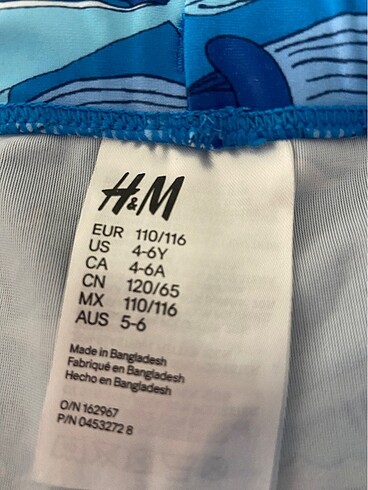 H&M
EUR 110/116
US 4-6Y
CA 4-6A
CN 120/65
MX 110/116
AUS 5-6
Made in Bangladesh
Fabriqué en Bangladesh
Hecho en Bangladesh
O/N 162967
P/N 0453272 8